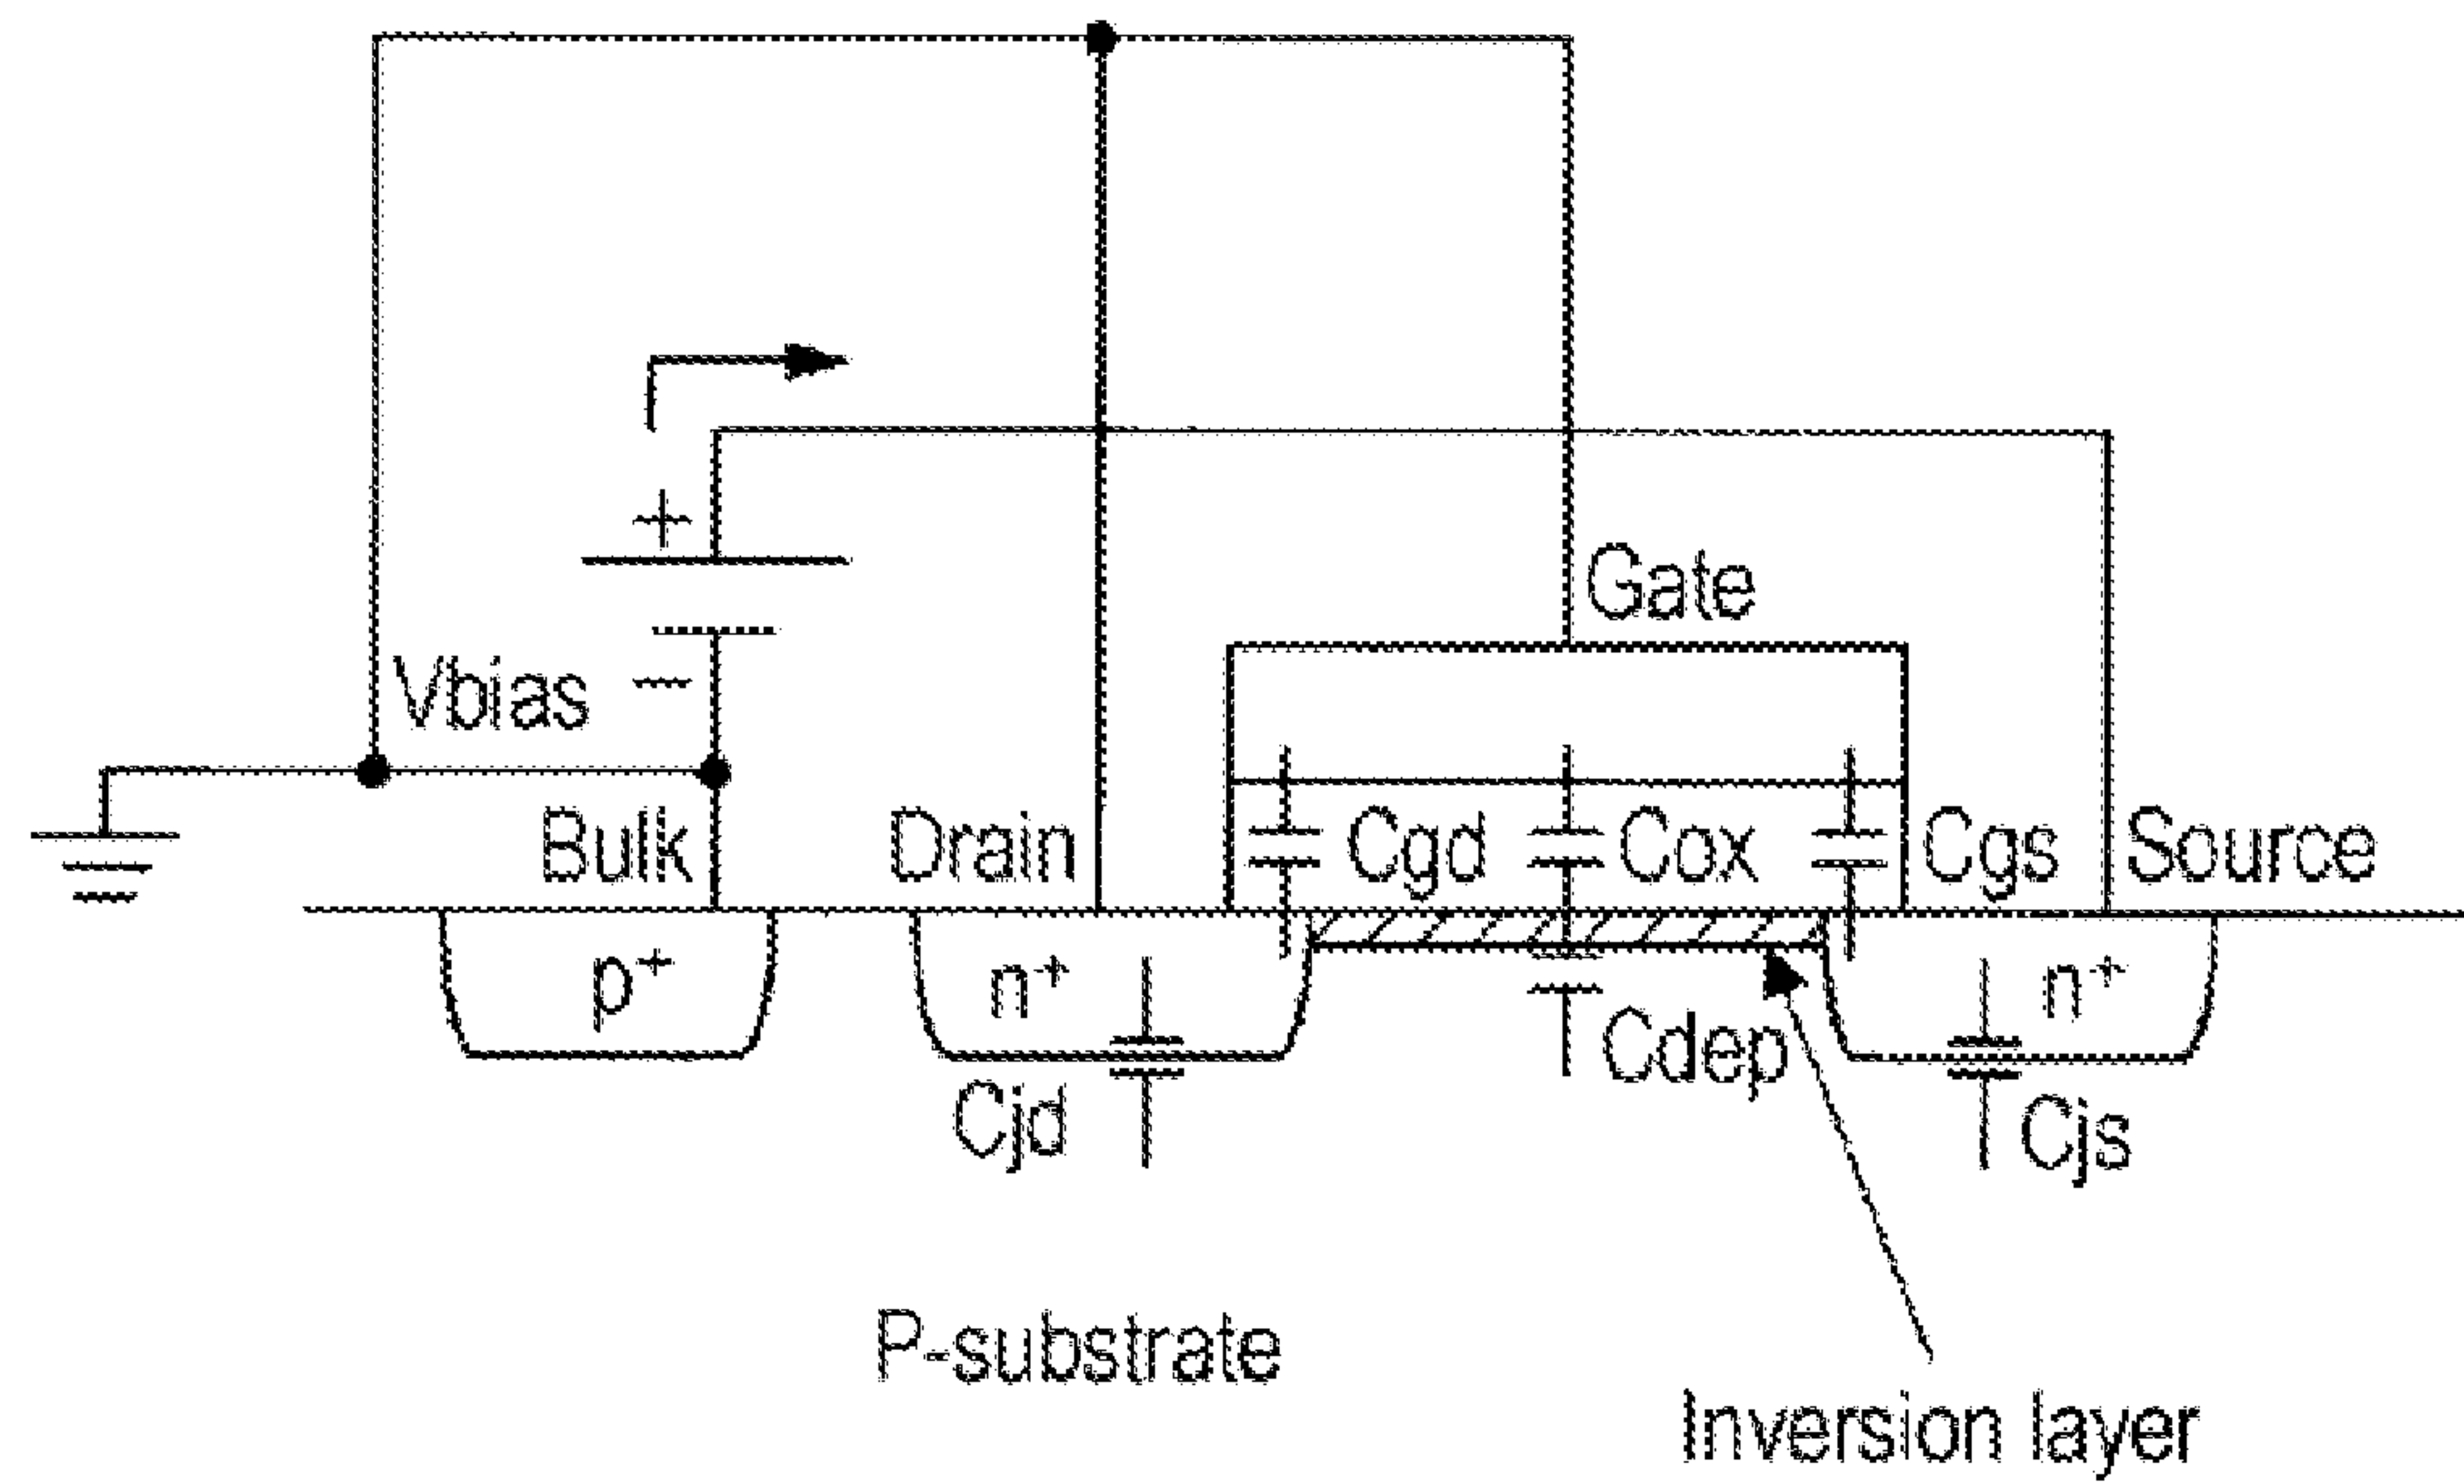 +
Gate
Vbias
−
Bulk
Drain
Cgd
Cox
Cgs
Source
p⁺
n⁺
n⁺
Cdep
Cjd
Cjs
P-substrate
Inversion layer